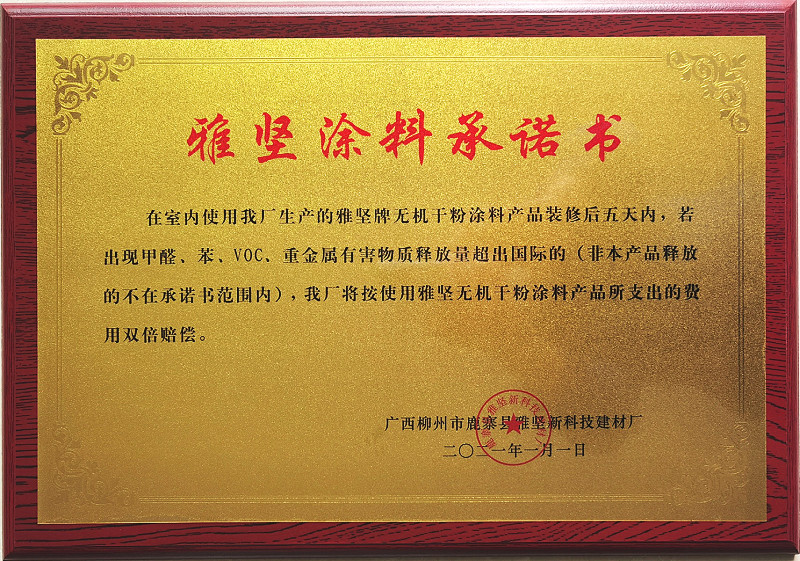 雅坚涂料承诺书
在室内使用我厂生产的雅坚牌无机干粉涂料产品装修后五天内，若
出现甲醛、苯、VOC、重金属有害物质释放量超出国际的（非本产品释放
的不在承诺书范围内），我厂将按使用雅坚无机干粉涂料产品所支出的费
用双倍赔偿。
广西柳州市鹿寨县雅坚新科技建材厂
二〇二一年一月一日